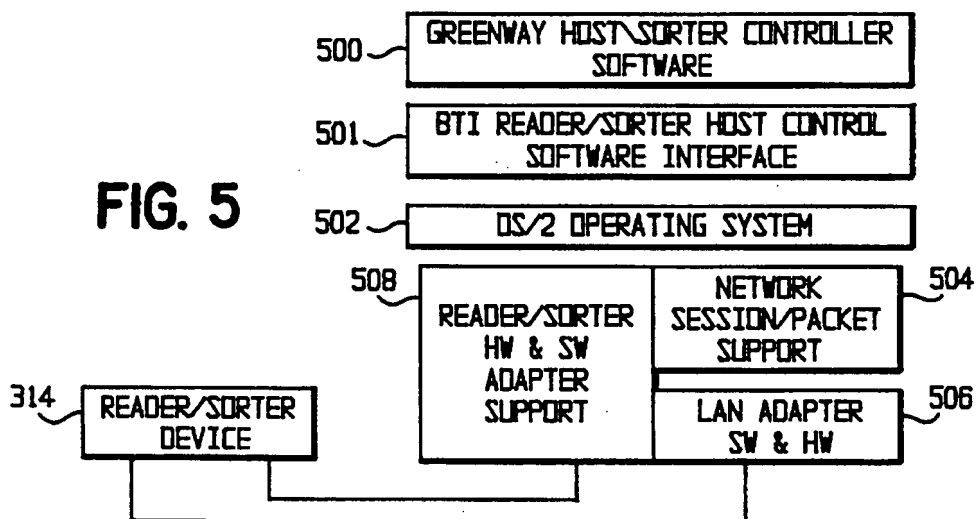 500
GREENWAY HOST\SORTER CONTROLLER
SOFTWARE
501
BTI READER/SORTER HOST CONTROL
SOFTWARE INTERFACE
FIG. 5
502
OS/2 OPERATING SYSTEM
508
READER/SORTER
HW & SW
ADAPTER
SUPPORT
504
NETWORK
SESSION/PACKET
SUPPORT
314
READER/SORTER
DEVICE
506
LAN ADAPTER
SW & HW